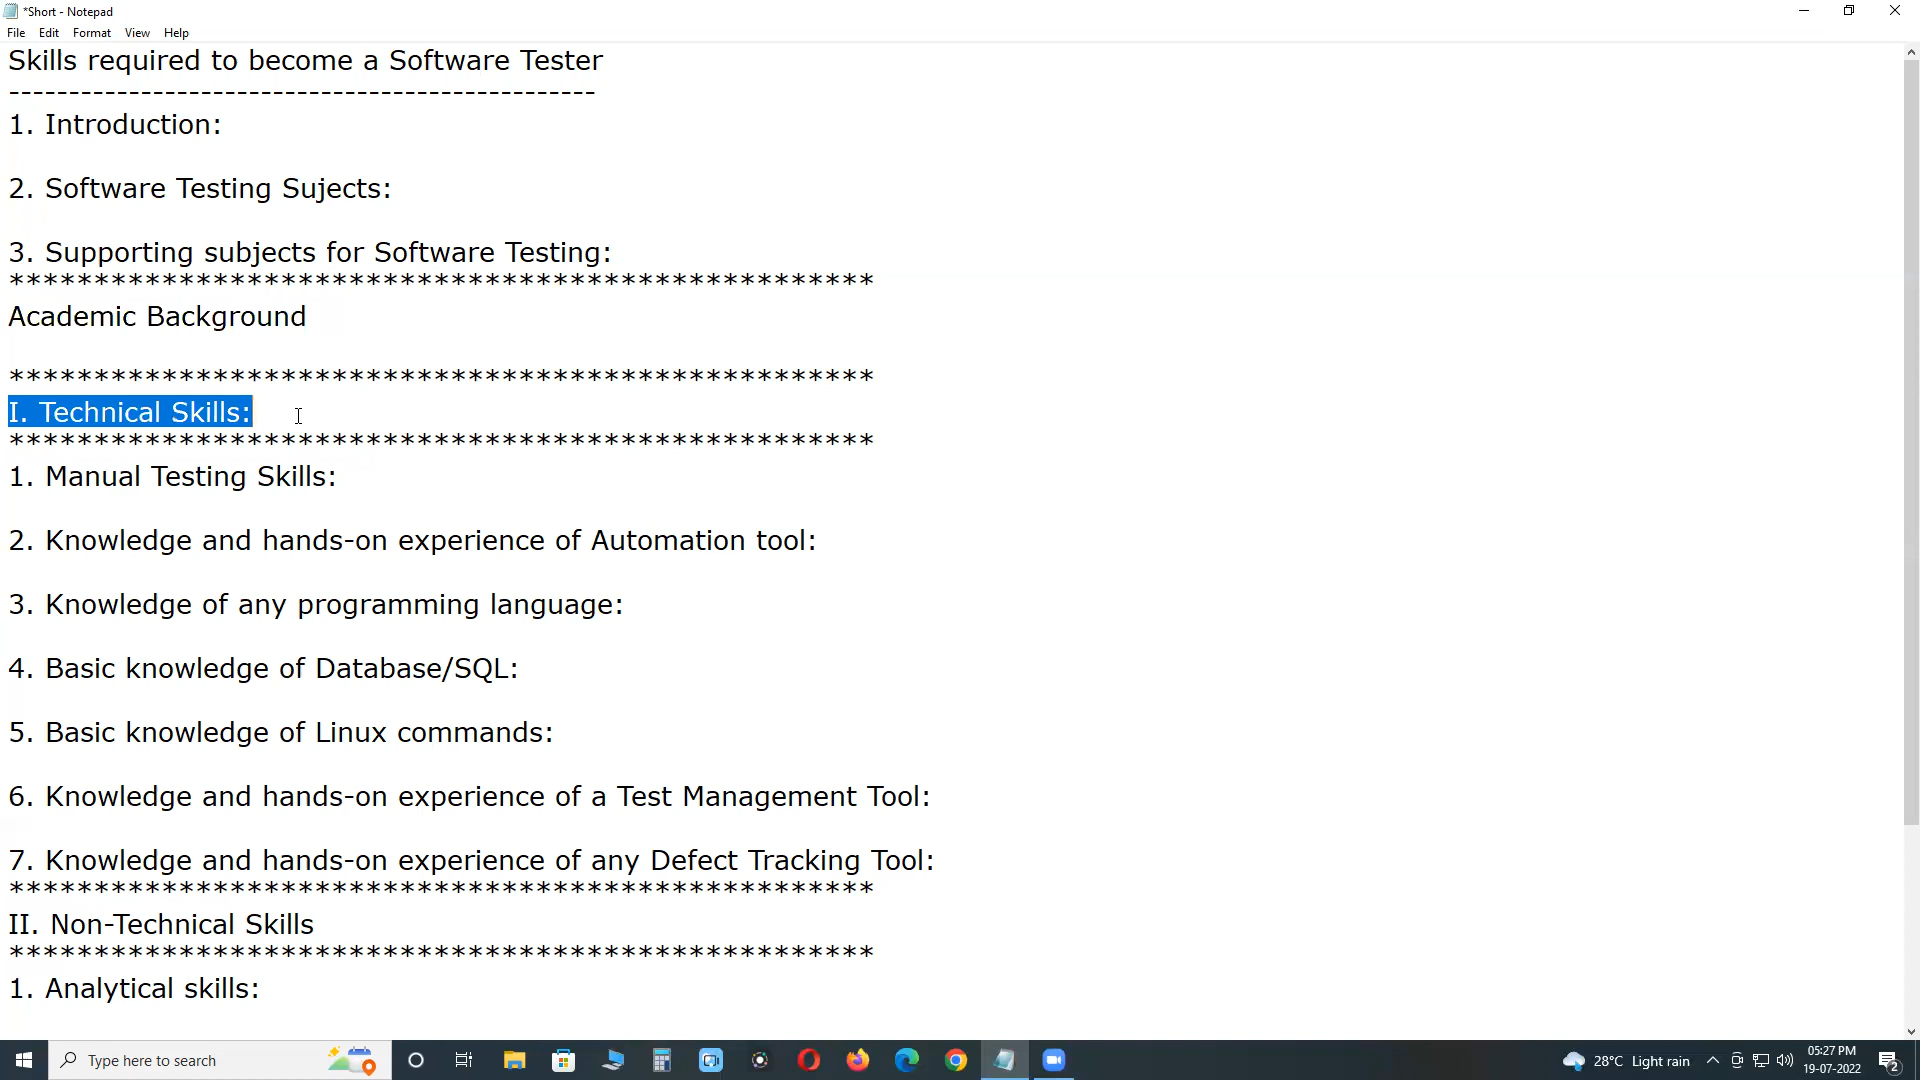 *Short - Notepad
File Edit Format View Help
Skills required to become a Software Tester
-------------------------------------------------
1. Introduction:
2. Software Testing Sujects:
3. Supporting subjects for Software Testing:
***************************************************
Academic Background
***************************************************
I. Technical Skills:
***************************************************
1. Manual Testing Skills:
2. Knowledge and hands-on experience of Automation tool:
3. Knowledge of any programming language:
4. Basic knowledge of Database/SQL:
5. Basic knowledge of Linux commands:
6. Knowledge and hands-on experience of a Test Management Tool:
7. Knowledge and hands-on experience of any Defect Tracking Tool:
***************************************************
II. Non-Technical Skills
***************************************************
1. Analytical skills:
Type here to search
28°C Light rain
05:27 PM
19-07-2022
2